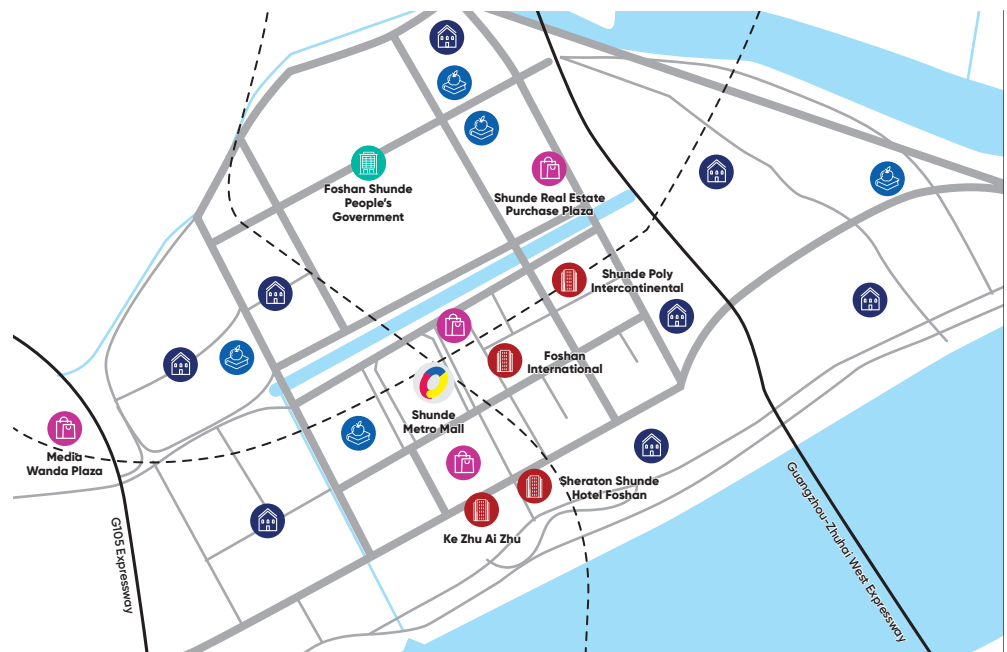 Foshan Shunde
People's
Government
Shunde Real Estate
Purchase Plaza
Shunde Poly
Intercontinental
Foshan
International
Shunde
Metro Mall
Media
Wanda Plaza
Sheraton Shunde
Hotel Foshan
Ke Zhu Ai Zhu
G105 Expressway
Guangzhou-Zhuhai West Expressway